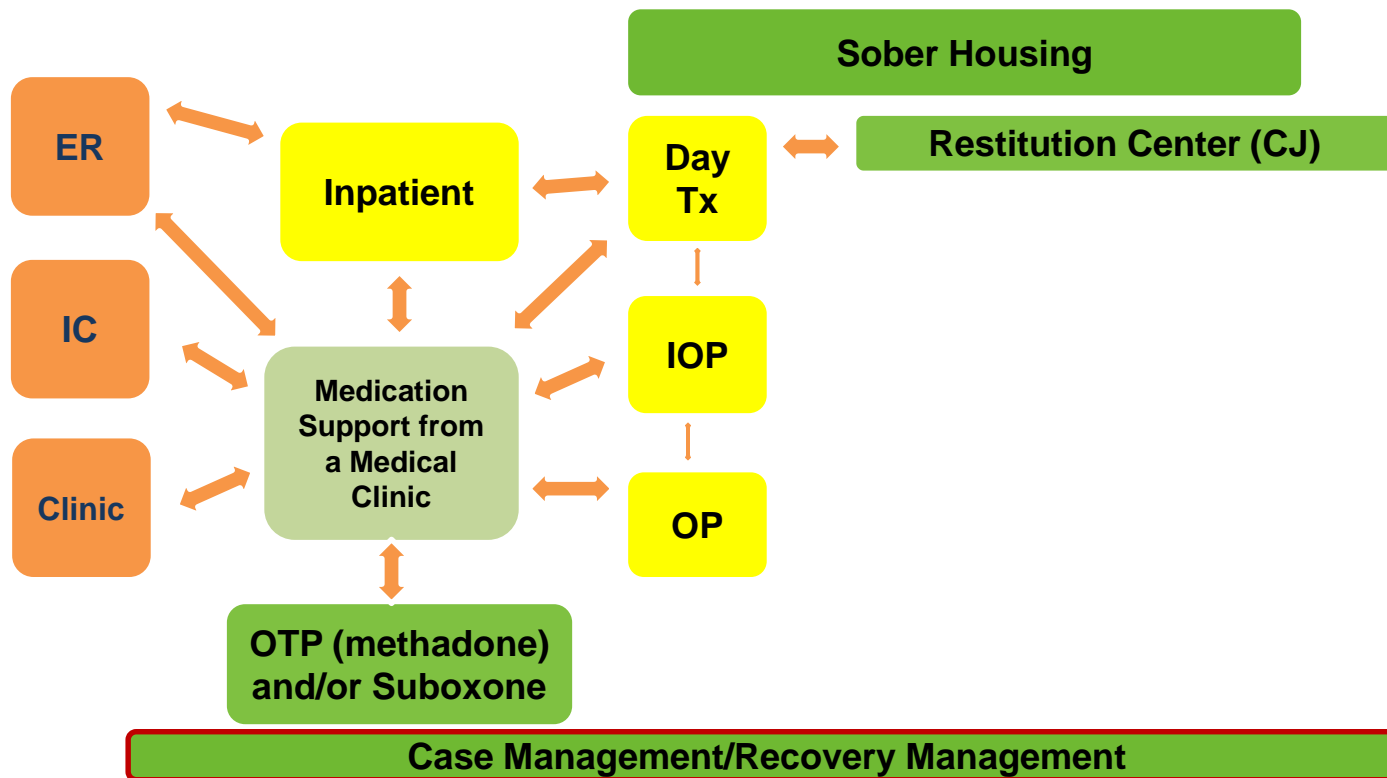 Sober Housing
ER
Inpatient
Day
Tx
Restitution Center (CJ)
IC
Medication
Support from
a Medical
Clinic
IOP
Clinic
OP
OTP (methadone)
and/or Suboxone
Case Management/Recovery Management